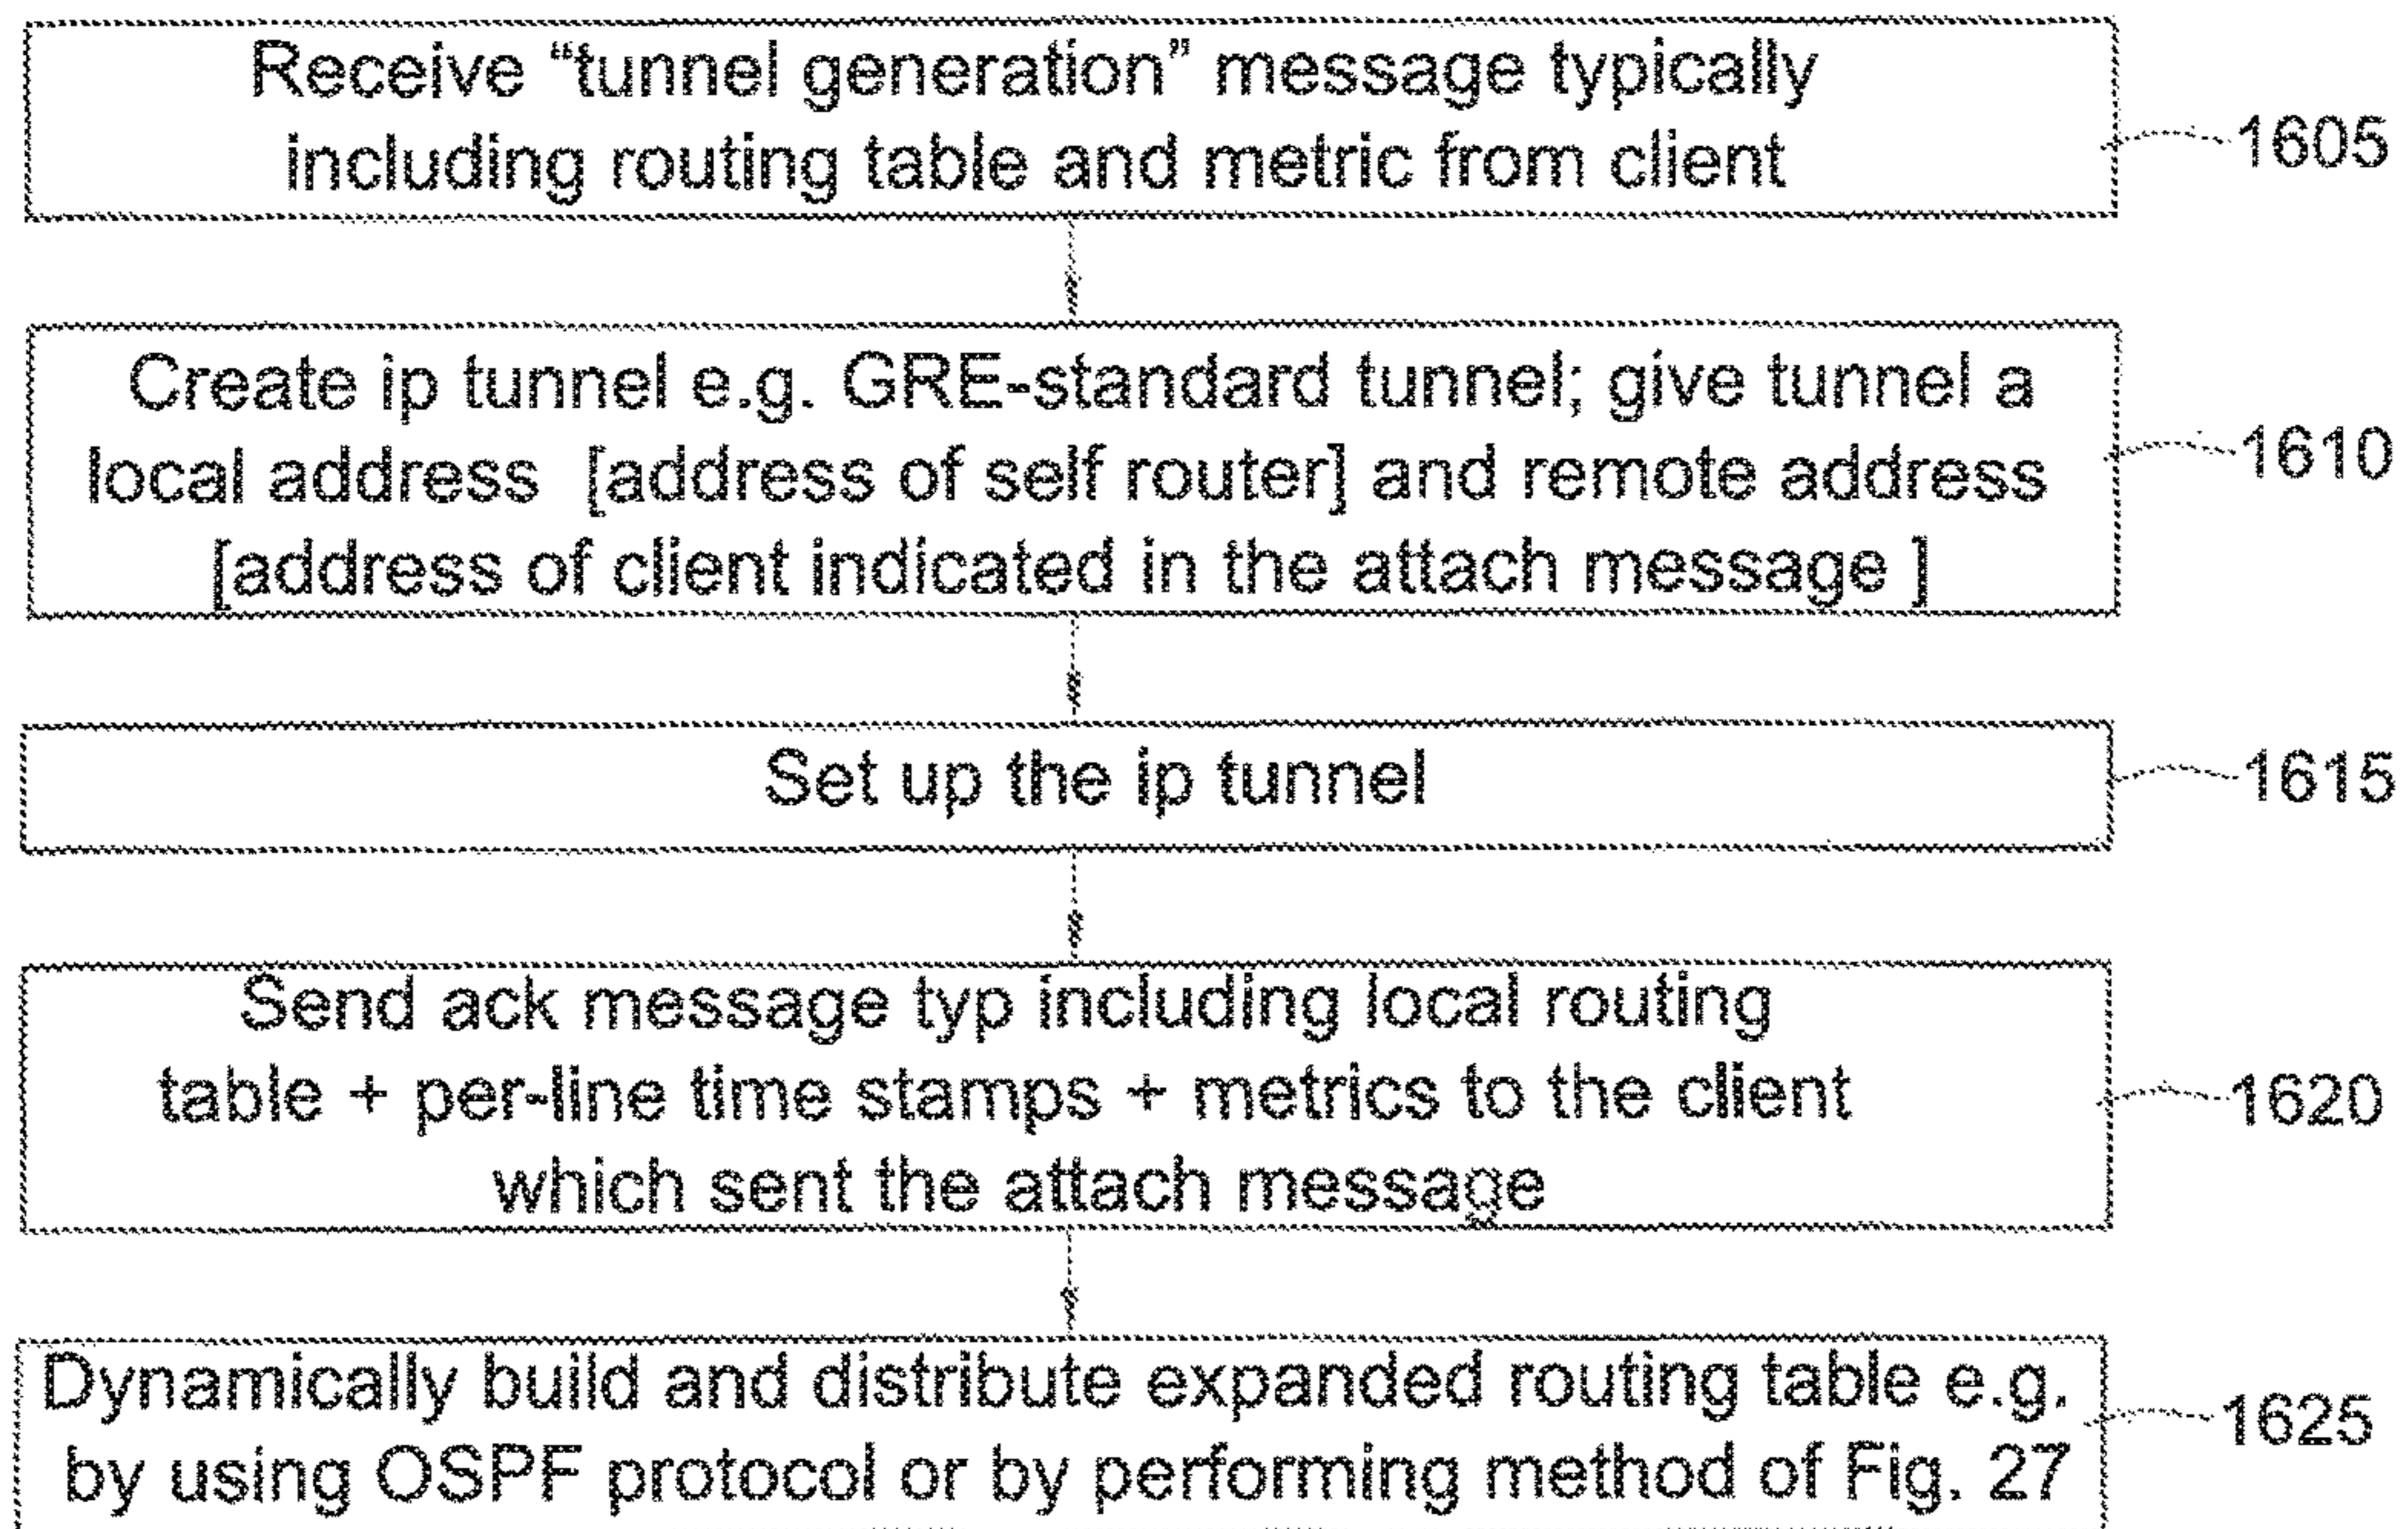 Receive “tunnel generation” message typically
including routing table and metric from client
1605
Create ip tunnel e.g. GRE-standard tunnel; give tunnel a
local address [address of self router] and remote address
[address of client indicated in the attach message ]
1610
Set up the ip tunnel
1615
Send ack message typ including local routing
table + per-line time stamps + metrics to the client
which sent the attach message
1620
Dynamically build and distribute expanded routing table e.g.
by using OSPF protocol or by performing method of Fig. 27
1625